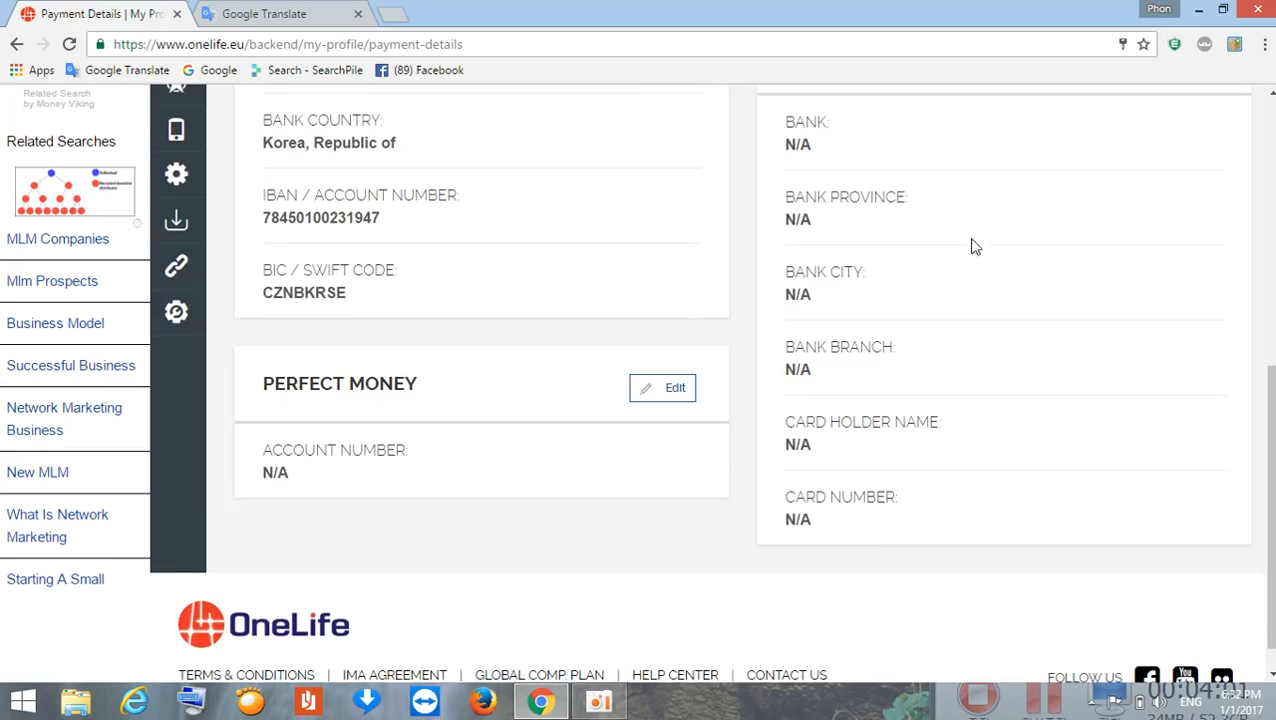 Payment Details | My Pro
Google Translate
Phon
https://www.onelife.eu/backend/my-profile/payment-details
Apps
Google Translate
Google
Search - SearchPile
(89) Facebook
Related Search
by Money Viking
Related Searches
MLM Companies
Mlm Prospects
Business Model
Successful Business
Network Marketing
Business
New MLM
What Is Network
Marketing
Starting A Small
BANK COUNTRY:
Korea, Republic of
IBAN / ACCOUNT NUMBER:
78450100231947
BIC / SWIFT CODE:
CZNBKRSE
PERFECT MONEY
Edit
ACCOUNT NUMBER:
N/A
BANK:
N/A
BANK PROVINCE:
N/A
BANK CITY:
N/A
BANK BRANCH:
N/A
CARD HOLDER NAME:
N/A
CARD NUMBER:
N/A
OneLife
TERMS & CONDITIONS
IMA AGREEMENT
GLOBAL COMP PLAN
HELP CENTER
CONTACT US
FOLLOW US
ENG
6:32 PM
1/1/2017